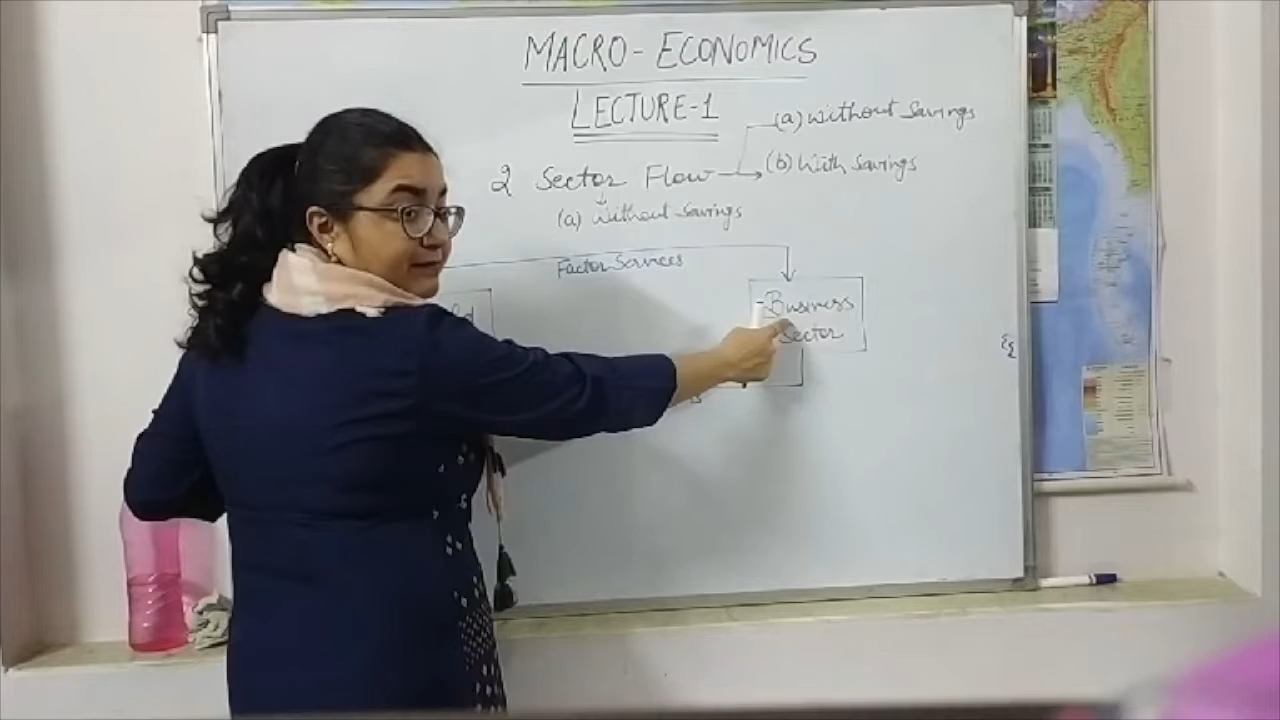 MACRO-ECONOMICS
LECTURE-1
(a) Without Savings
2 Sector Flow
(b) With Savings
(a) Without Savings
Factor Services
Business
Sector